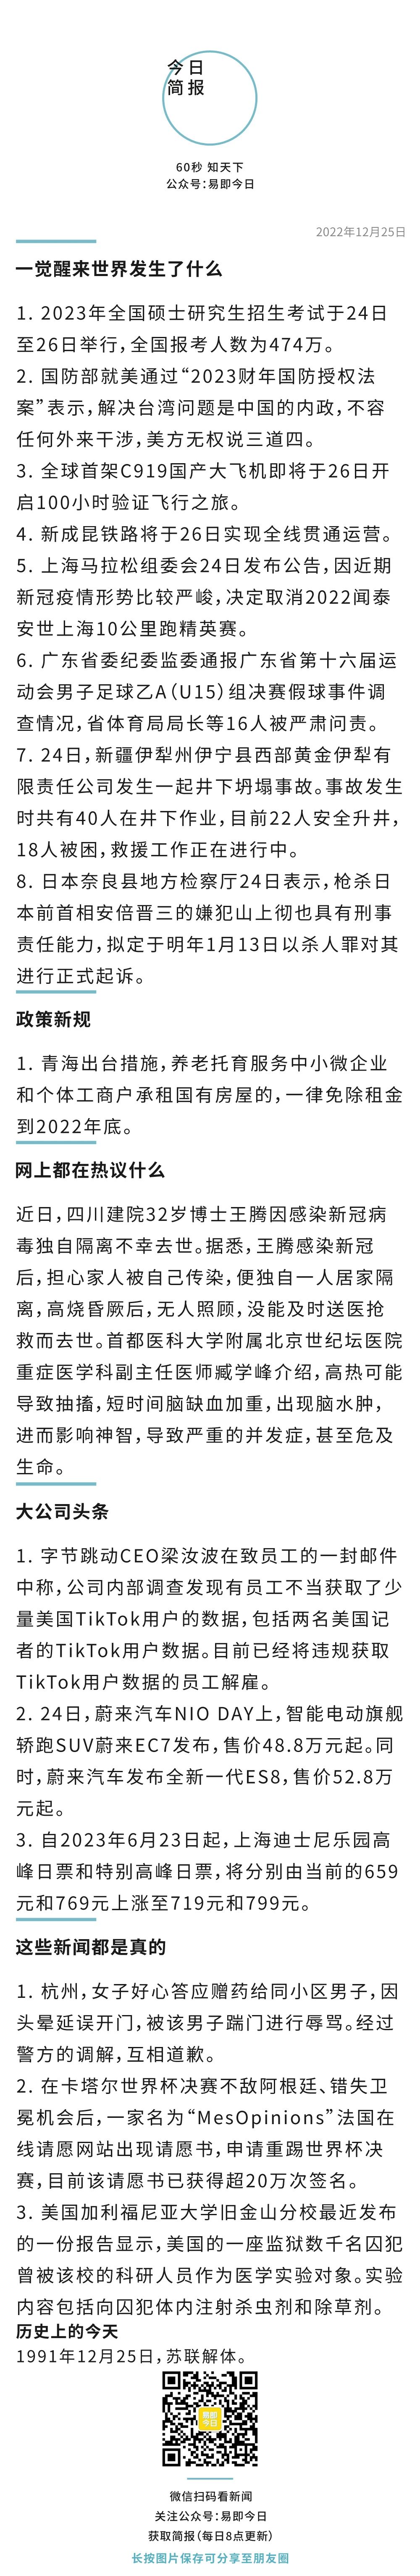 今日
简报
60秒 知天下
公众号：易即今日
2022年12月25日
一觉醒来世界发生了什么
1. 2023年全国硕士研究生招生考试于24日
至26日举行，全国报考人数为474万。
2. 国防部就美通过“2023财年国防授权法
案”表示，解决台湾问题是中国的内政，不容
任何外来干涉，美方无权说三道四。
3. 全球首架C919国产大飞机即将于26日开
启100小时验证飞行之旅。
4. 新成昆铁路将于26日实现全线贯通运营。
5. 上海马拉松组委会24日发布公告，因近期
新冠疫情形势比较严峻，决定取消2022闻泰
安世上海10公里跑精英赛。
6. 广东省委纪委监委通报广东省第十六届运
动会男子足球乙A（U15）组决赛假球事件调
查情况，省体育局局长等16人被严肃问责。
7. 24日，新疆伊犁州伊宁县西部黄金伊犁有
限责任公司发生一起井下坍塌事故。事故发生
时共有40人在井下作业，目前22人安全升井，
18人被困，救援工作正在进行中。
8. 日本奈良县地方检察厅24日表示，枪杀日
本前首相安倍晋三的嫌犯山上彻也具有刑事
责任能力，拟定于明年1月13日以杀人罪对其
进行正式起诉。
政策新规
1. 青海出台措施，养老托育服务中小微企业
和个体工商户承租国有房屋的，一律免除租金
到2022年底。
网上都在热议什么
近日，四川建院32岁博士王腾因感染新冠病
毒独自隔离不幸去世。据悉，王腾感染新冠
后，担心家人被自己传染，便独自一人居家隔
离，高烧昏厥后，无人照顾，没能及时送医抢
救而去世。首都医科大学附属北京世纪坛医院
重症医学科副主任医师臧学峰介绍，高热可能
导致抽搐，短时间脑缺血加重，出现脑水肿，
进而影响神智，导致严重的并发症，甚至危及
生命。
大公司头条
1. 字节跳动CEO梁汝波在致员工的一封邮件
中称，公司内部调查发现有员工不当获取了少
量美国TikTok用户的数据，包括两名美国记
者的TikTok用户数据。目前已经将违规获取
TikTok用户数据的员工解雇。
2. 24日，蔚来汽车NIO DAY上，智能电动旗舰
轿跑SUV蔚来EC7发布，售价48.8万元起。同
时，蔚来汽车发布全新一代ES8，售价52.8万
元起。
3. 自2023年6月23日起，上海迪士尼乐园高
峰日票和特别高峰日票，将分别由当前的659
元和769元上涨至719元和799元。
这些新闻都是真的
1. 杭州，女子好心答应赠药给同小区男子，因
头晕延误开门，被该男子踹门进行辱骂。经过
警方的调解，互相道歉。
2. 在卡塔尔世界杯决赛不敌阿根廷、错失卫
冕机会后，一家名为“MesOpinions”法国在
线请愿网站出现请愿书，申请重踢世界杯决
赛，目前该请愿书已获得超20万次签名。
3. 美国加利福尼亚大学旧金山分校最近发布
的一份报告显示，美国的一座监狱数千名囚犯
曾被该校的科研人员作为医学实验对象。实验
内容包括向囚犯体内注射杀虫剂和除草剂。
历史上的今天
1991年12月25日，苏联解体。
易即
今日
微信扫码看新闻
关注公众号：易即今日
获取简报（每日8点更新）
长按图片保存可分享至朋友圈